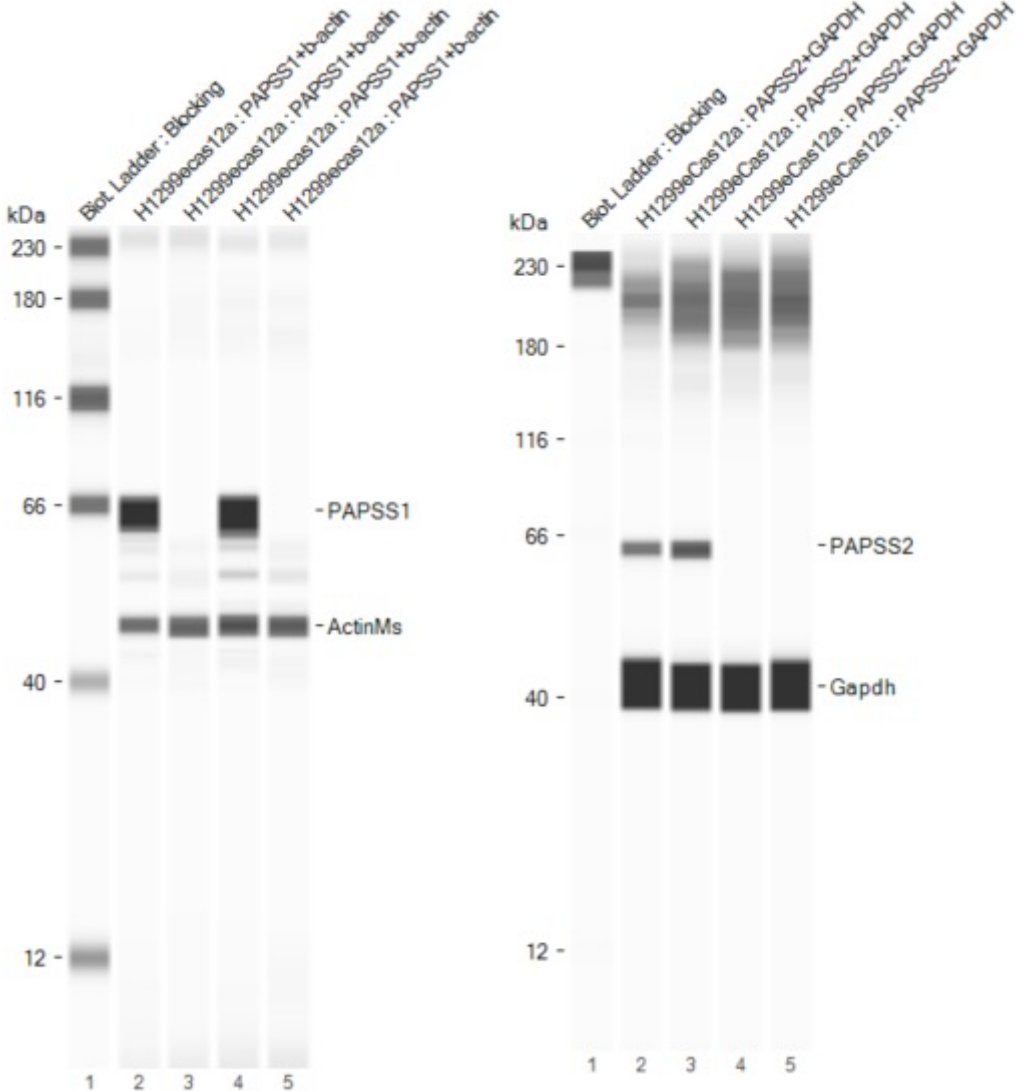 Biot Ladder : Blocking
H1299ecas12a : PAPSS1+b-actin
H1299ecas12a : PAPSS1+b-actin
H1299ecas12a : PAPSS1+b-actin
H1299ecas12a : PAPSS1+b-actin
kDa
230 -
180 -
116 -
66 -
-PAPSS1
-ActinMs
40 -
12 -
1 2 3 4 5
Biot Ladder : Blocking
H1299eCas12a : PAPSS2+GAPDH
H1299eCas12a : PAPSS2+GAPDH
H1299eCas12a : PAPSS2+GAPDH
H1299eCas12a : PAPSS2+GAPDH
kDa
230 -
180 -
116 -
66 -
-PAPSS2
-Gapdh
40 -
12 -
1 2 3 4 5